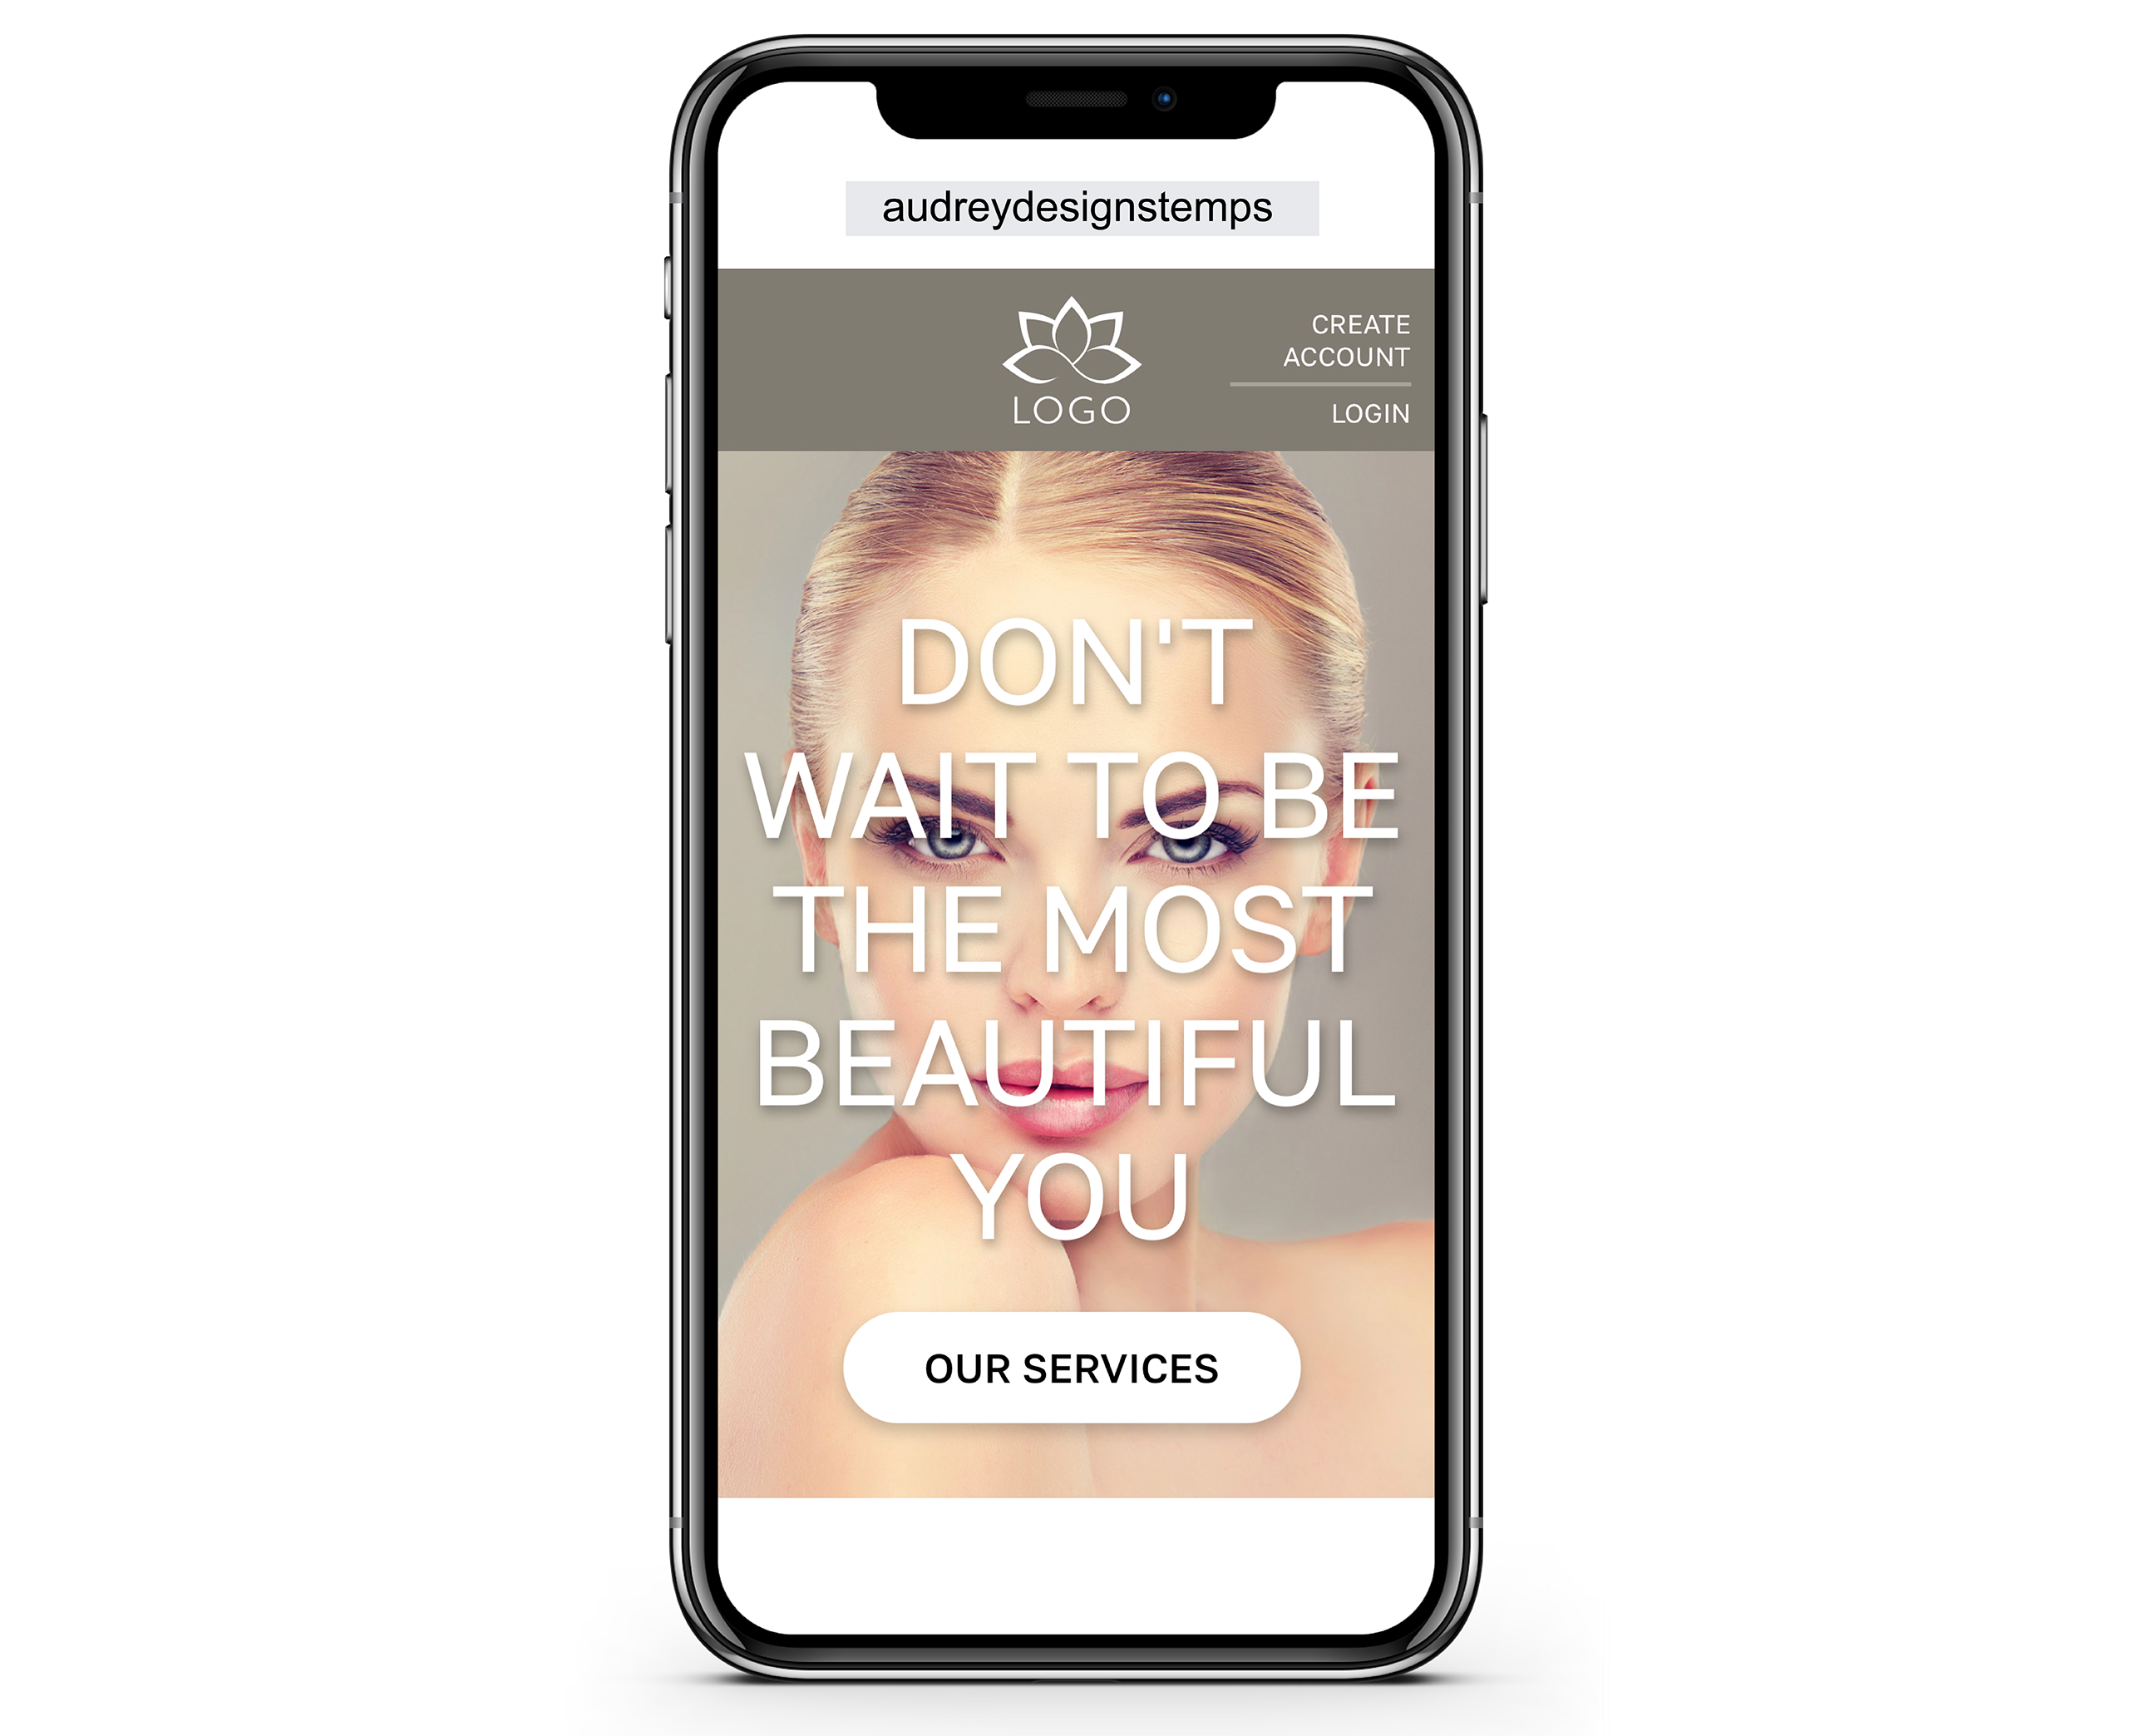 audreydesignstemps
LOGO
CREATE
ACCOUNT
LOGIN
DON'T
WAIT TO BE
THE MOST
BEAUTIFUL
YOU
OUR SERVICES